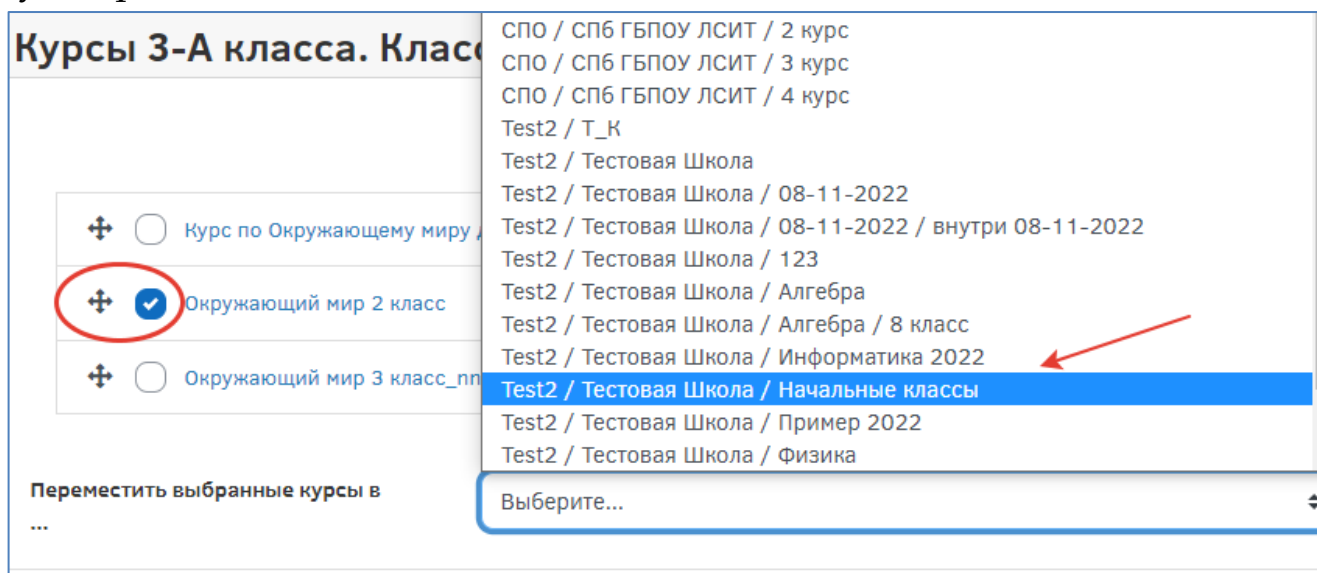 Курсы 3-А класса.
СПО / СПб ГБПОУ ЛСИТ / 2 курс
СПО / СПб ГБПОУ ЛСИТ / 3 курс
СПО / СПб ГБПОУ ЛСИТ / 4 курс
Test2 / Т_К
Test2 / Тестовая Школа
Test2 / Тестовая Школа / 08-11-2022
Test2 / Тестовая Школа / 08-11-2022 / внутри 08-11-2022
Test2 / Тестовая Школа / 123
Test2 / Тестовая Школа / Алгебра
Test2 / Тестовая Школа / Алгебра / 8 класс
Test2 / Тестовая Школа / Информатика 2022
Test2 / Тестовая Школа / Начальные классы
Test2 / Тестовая Школа / Пример 2022
Test2 / Тестовая Школа / Физика
Курс по Окружающему миру
Окружающий мир 2 класс
Окружающий мир 3 класс_пп
Переместить выбранные курсы в
...
Выберите...